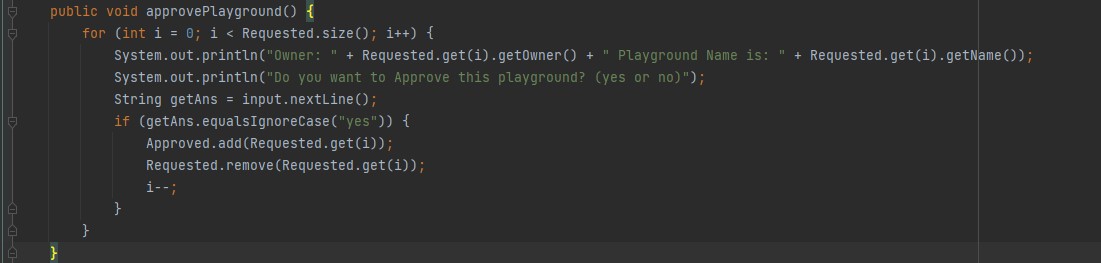 public void approvePlayground() {
for (int i = 0; i < Requested.size(); i++) {
System.out.println("Owner: " + Requested.get(i).getOwner() + " Playground Name is: " + Requested.get(i).getName());
System.out.println("Do you want to Approve this playground? (yes or no)");
String getAns = input.nextLine();
if (getAns.equalsIgnoreCase("yes")) {
Approved.add(Requested.get(i));
Requested.remove(Requested.get(i));
i--;
}
}
}